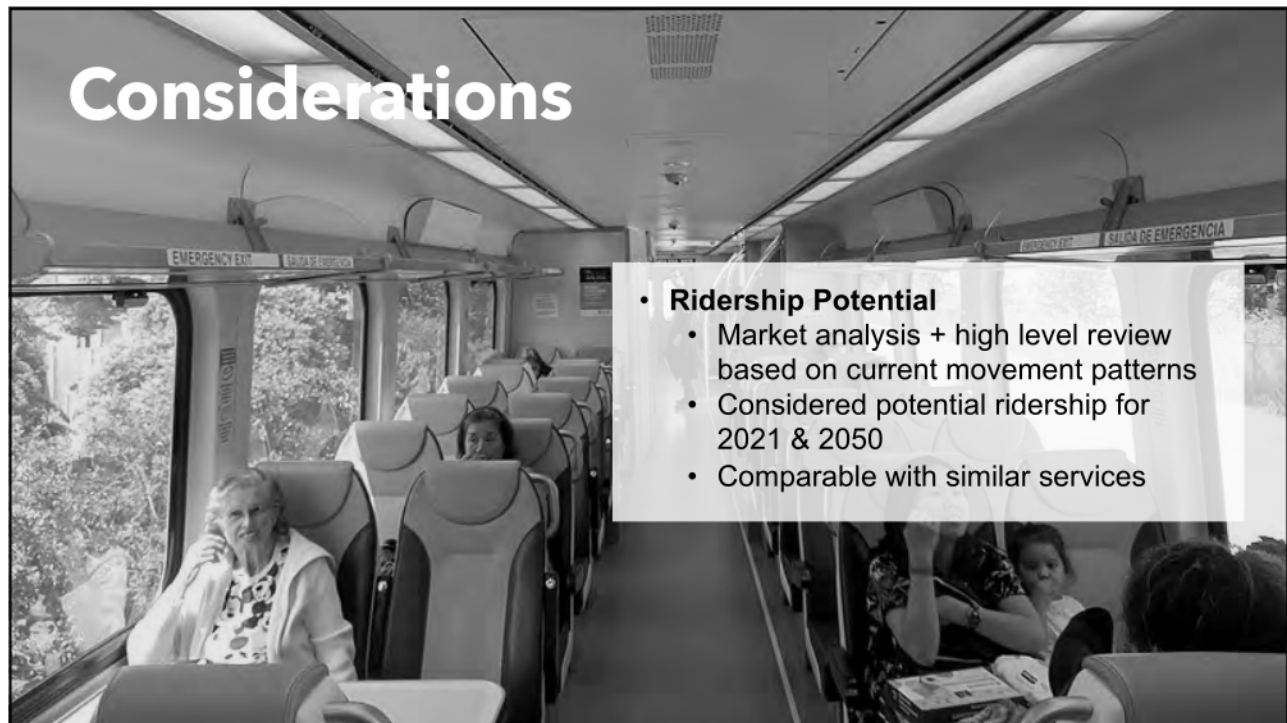 Considerations
EMERGENCY EXIT
SALIDA DE EMERGENCIA
EMERGENCY EXIT
SALIDA DE EMERGENCIA
• Ridership Potential
• Market analysis + high level review
based on current movement patterns
• Considered potential ridership for
2021 & 2050
• Comparable with similar services